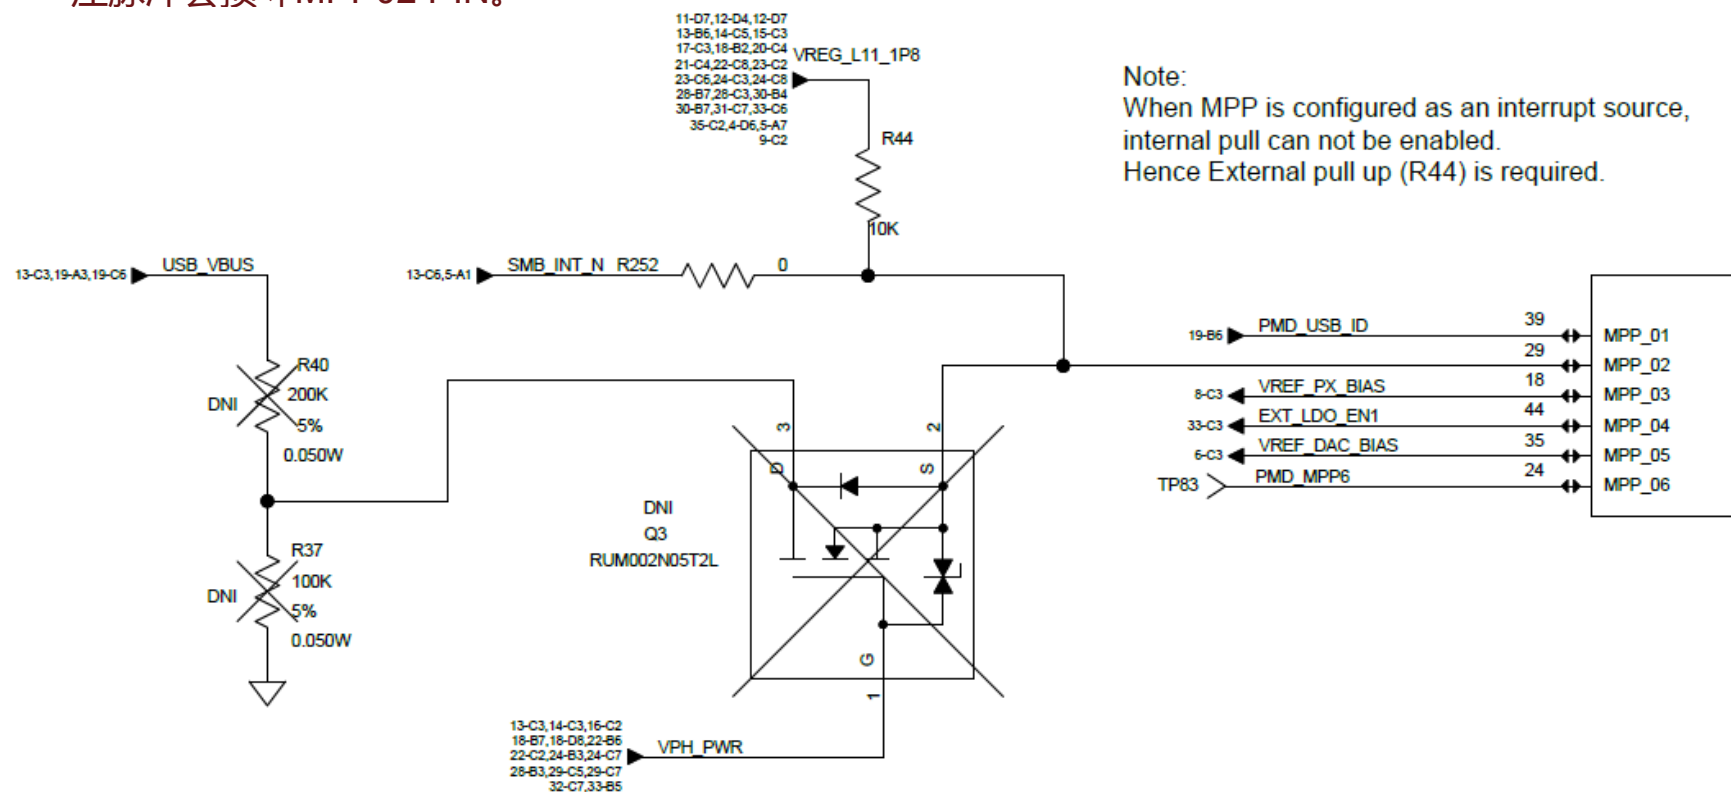 MPP 02 PIN。
11-D7,12-D4,12-D7
13-B6,14-C5,15-C3
17-C3,18-B2,20-C4
21-C4,22-C8,23-C2
23-C6,24-C3,24-C8
28-B7,28-C3,30-B4
30-B7,31-C7,33-C6
35-C2,4-D6,5-A7
9-C2
VREG_L11_1P8
Note:
When MPP is configured as an interrupt source,
internal pull can not be enabled.
Hence External pull up (R44) is required.
R44
10K
13-C3,19-A3,19-C6
USB_VBUS
13-C6,5-A1
SMB_INT_N R252
0
R40
200K
DNI
5%
0.050W
19-B6
PMD_USB_ID
39
MPP_01
29
MPP_02
8-C3
VREF_PX_BIAS
18
MPP_03
33-C3
EXT_LDO_EN1
44
MPP_04
6-C3
VREF_DAC_BIAS
35
MPP_05
TP83
PMD_MPP6
24
MPP_06
3
2
D
S
DNI
Q3
RUM002N05T2L
R37
100K
DNI
5%
0.050W
G
1
13-C3,14-C3,16-C2
18-B7,18-D8,22-B6
22-C2,24-B3,24-C7
28-B3,29-C5,29-C7
32-C7,33-B5
VPH_PWR